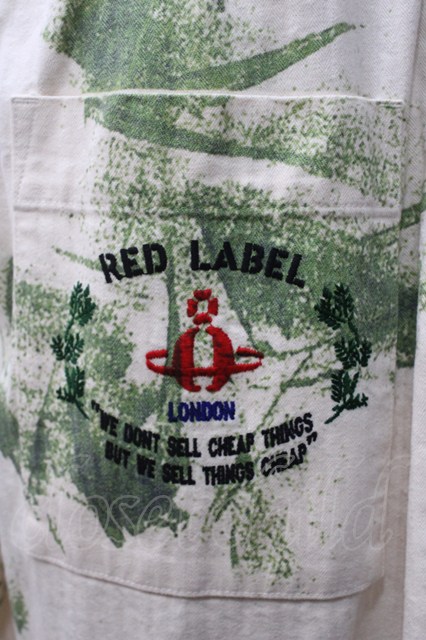 RED LABEL
LONDON
"WE DONT SELL CHEAP THINGS
BUT WE SELL THINGS CHEAP"